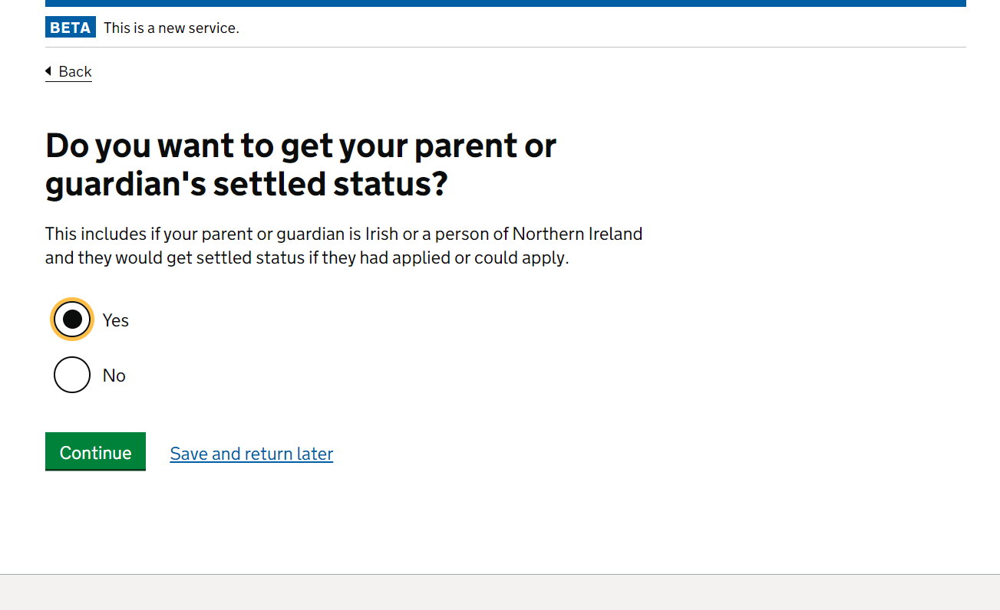 BETA This is a new service.
Back
Do you want to get your parent or
guardian's settled status?
This includes if your parent or guardian is Irish or a person of Northern Ireland
and they would get settled status if they had applied or could apply.
Yes
No
Continue Save and return later